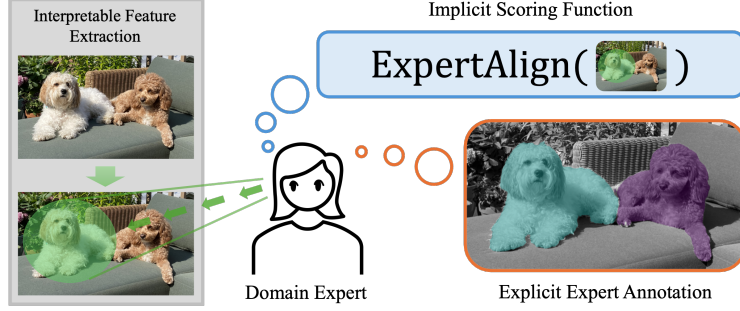 Interpretable Feature
Extraction
Implicit Scoring Function
ExpertAlign( )
Domain Expert
Explicit Expert Annotation